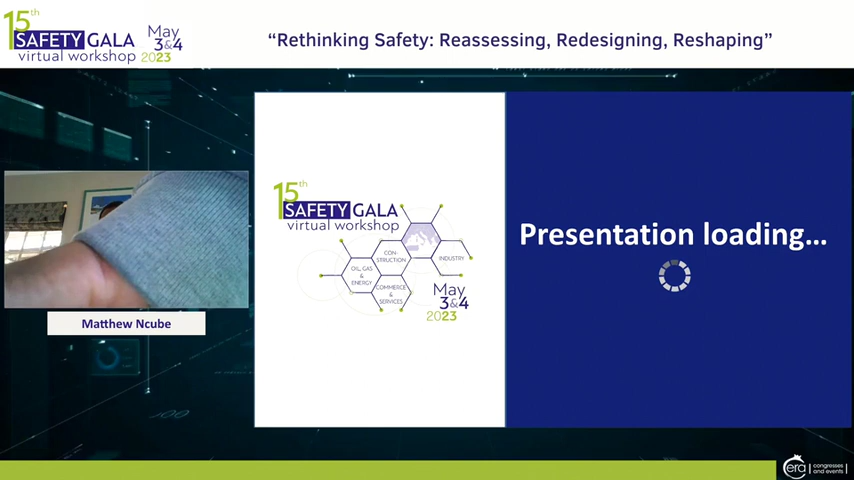 15th
SAFETY GALA
virtual workshop
May
3&4
2023
“Rethinking Safety: Reassessing, Redesigning, Reshaping”
Matthew Ncube
15th
SAFETY GALA
virtual workshop
CON-
STRUCTION
INDUSTRY
OIL, GAS
&
ENERGY
COMMERCE
&
SERVICES
May
3&4
2023
Presentation loading...
era congresses
and events